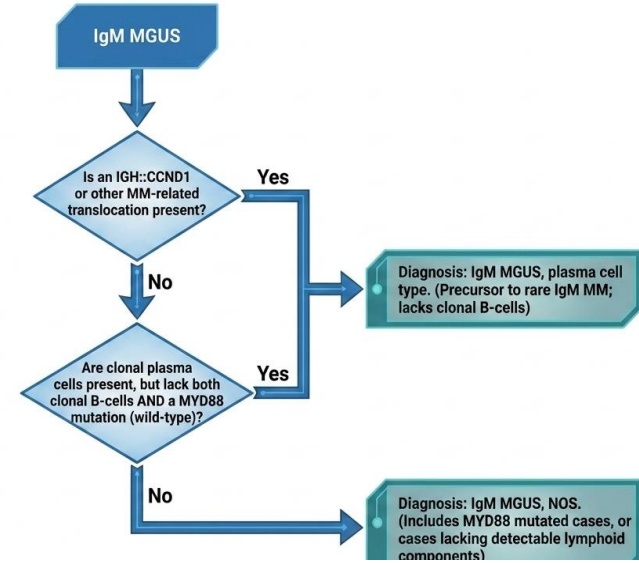 IgM MGUS
Is an IGH::CCND1
or other MM-related
translocation present?
Yes
No
Diagnosis: IgM MGUS, plasma cell
type. (Precursor to rare IgM MM;
lacks clonal B-cells)
Are clonal plasma
cells present, but lack both
clonal B-cells AND a MYD88
mutation (wild-type)?
Yes
No
Diagnosis: IgM MGUS, NOS.
(Includes MYD88 mutated cases, or
cases lacking detectable lymphoid
components)